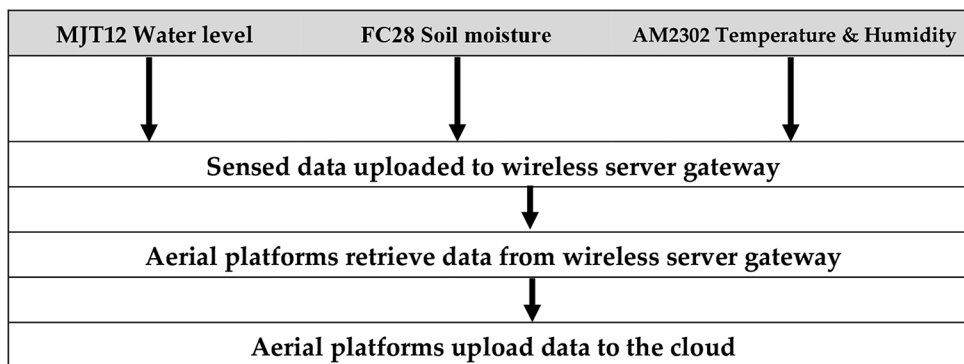 MJT12 Water level FC28 Soil moisture AM2302 Temperature & Humidity
Sensed data uploaded to wireless server gateway
Aerial platforms retrieve data from wireless server gateway
Aerial platforms upload data to the cloud